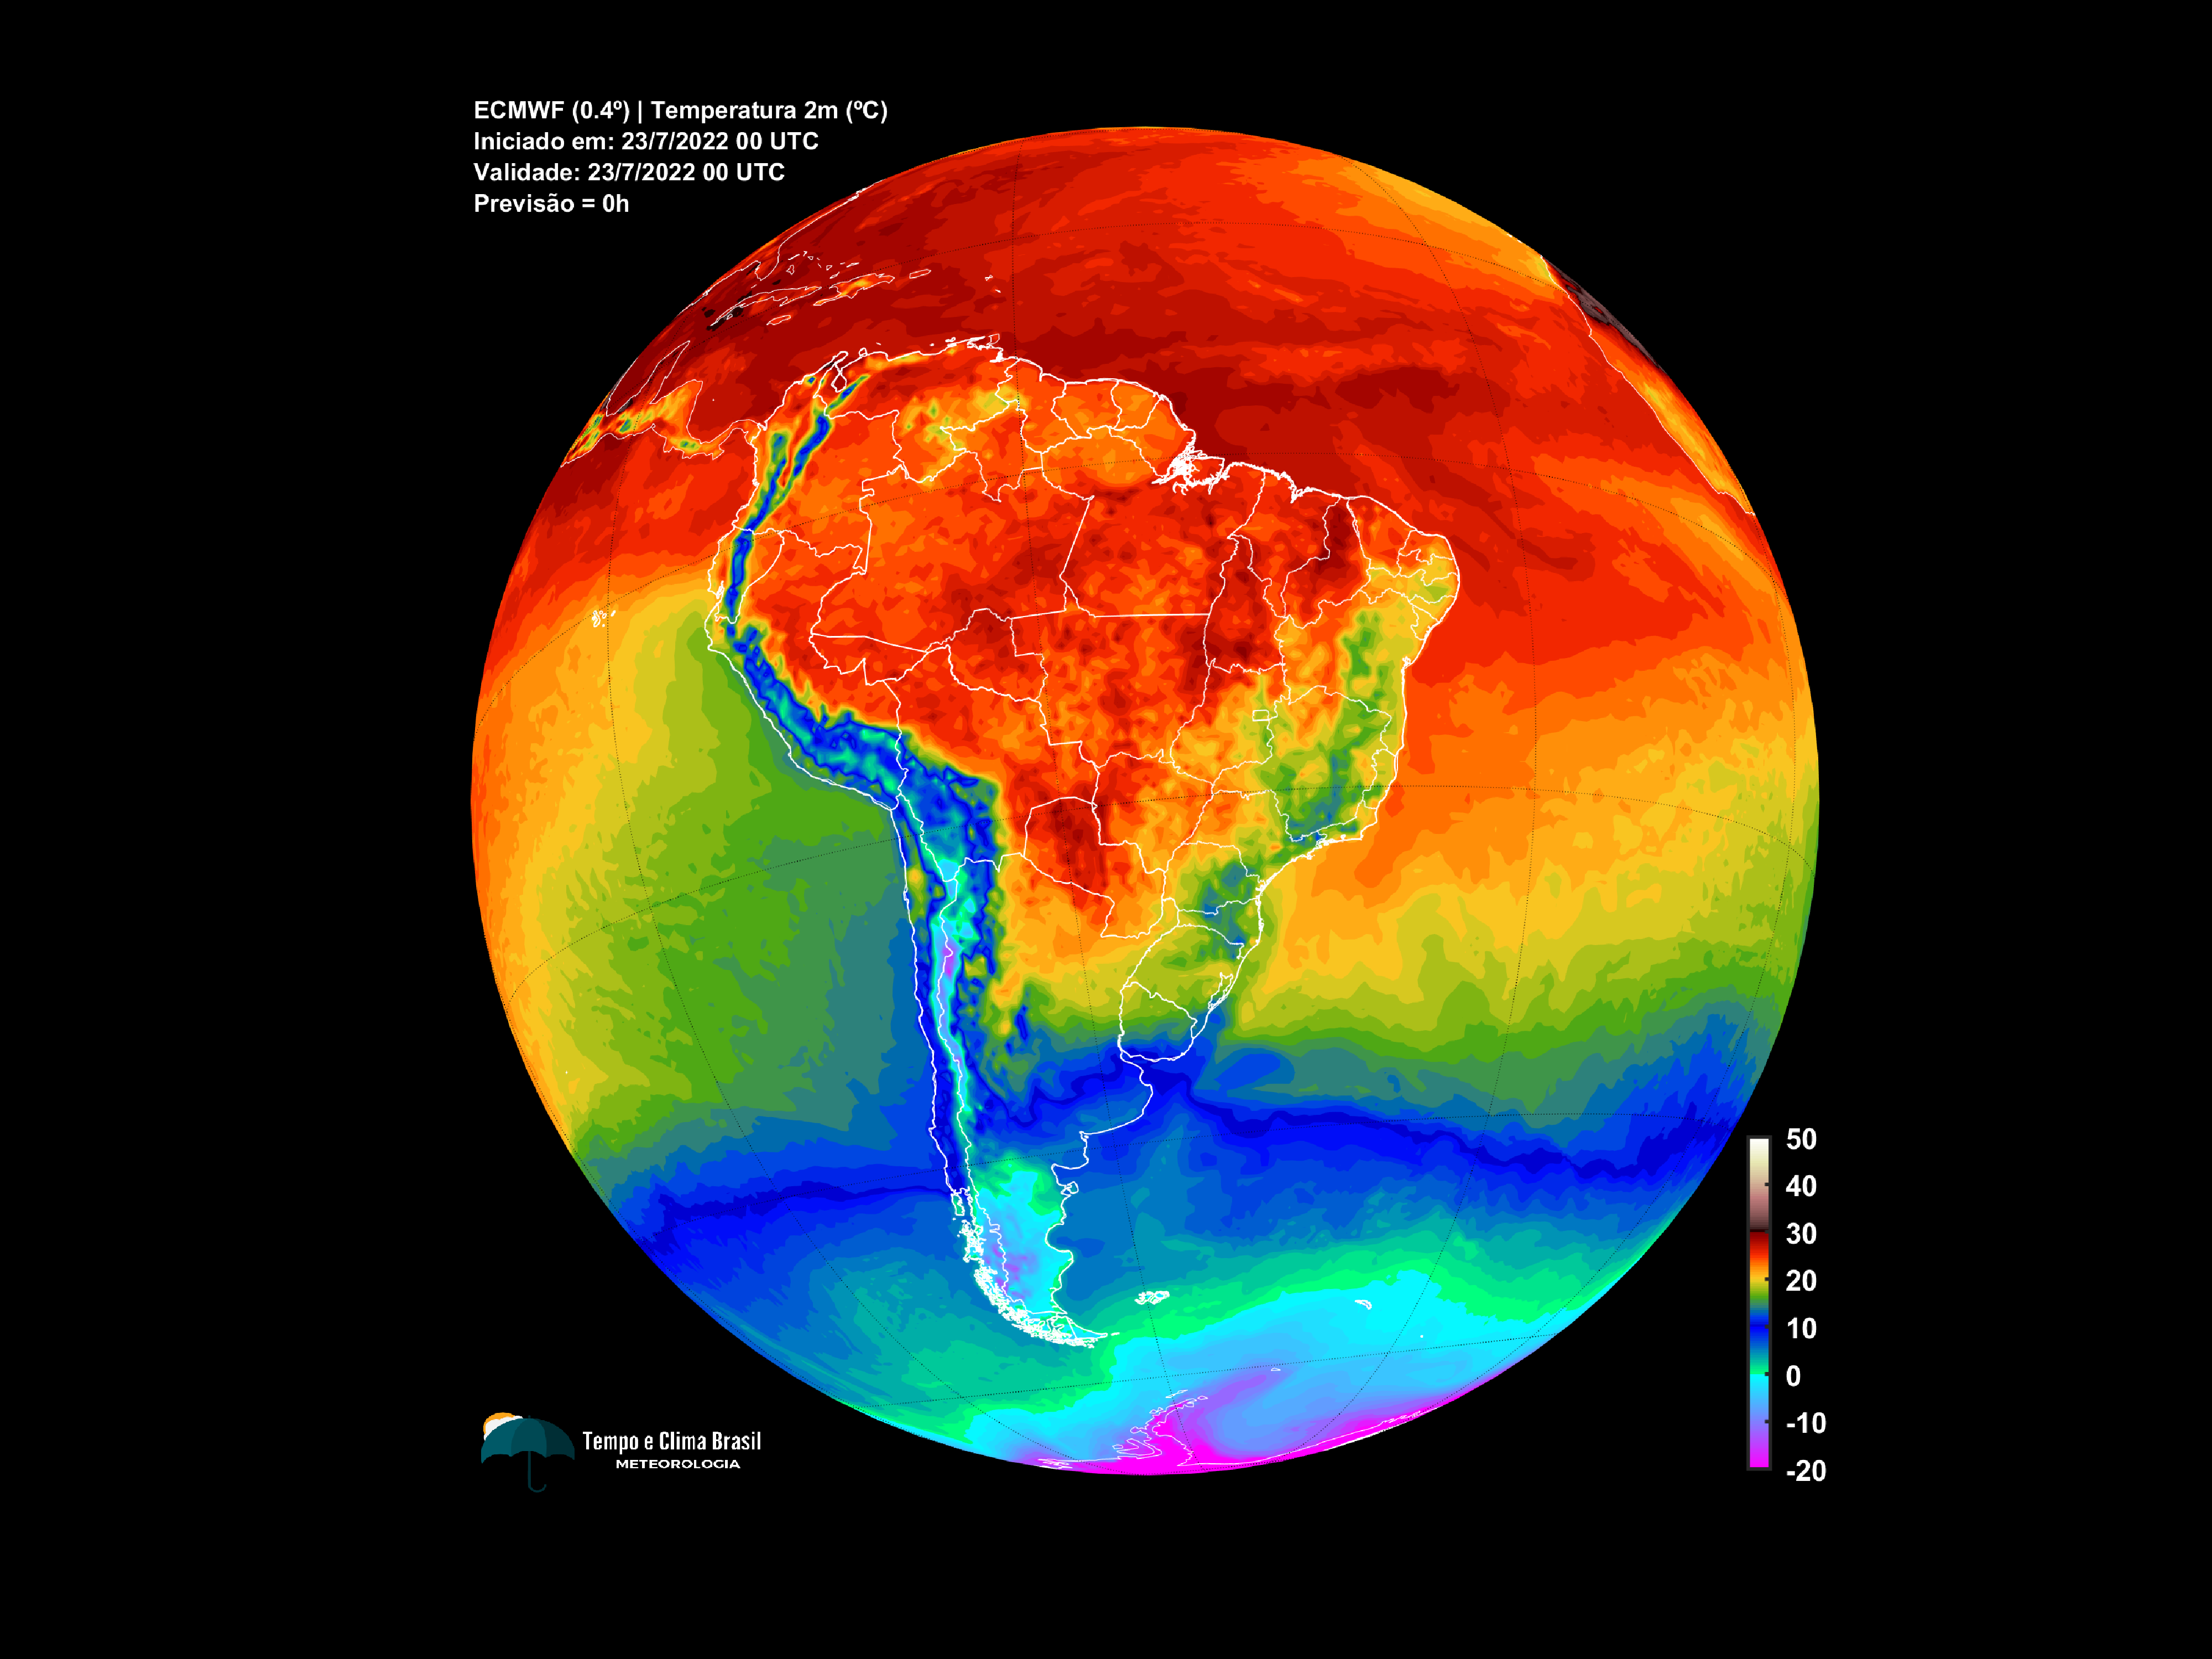 ECMWF (0.4º) | Temperatura 2m (ºC)
Iniciado em: 23/7/2022 00 UTC
Validade: 23/7/2022 00 UTC
Previsão = 0h
50
40
30
20
10
0
-10
-20
Tempo e Clima Brasil
METEOROLOGIA